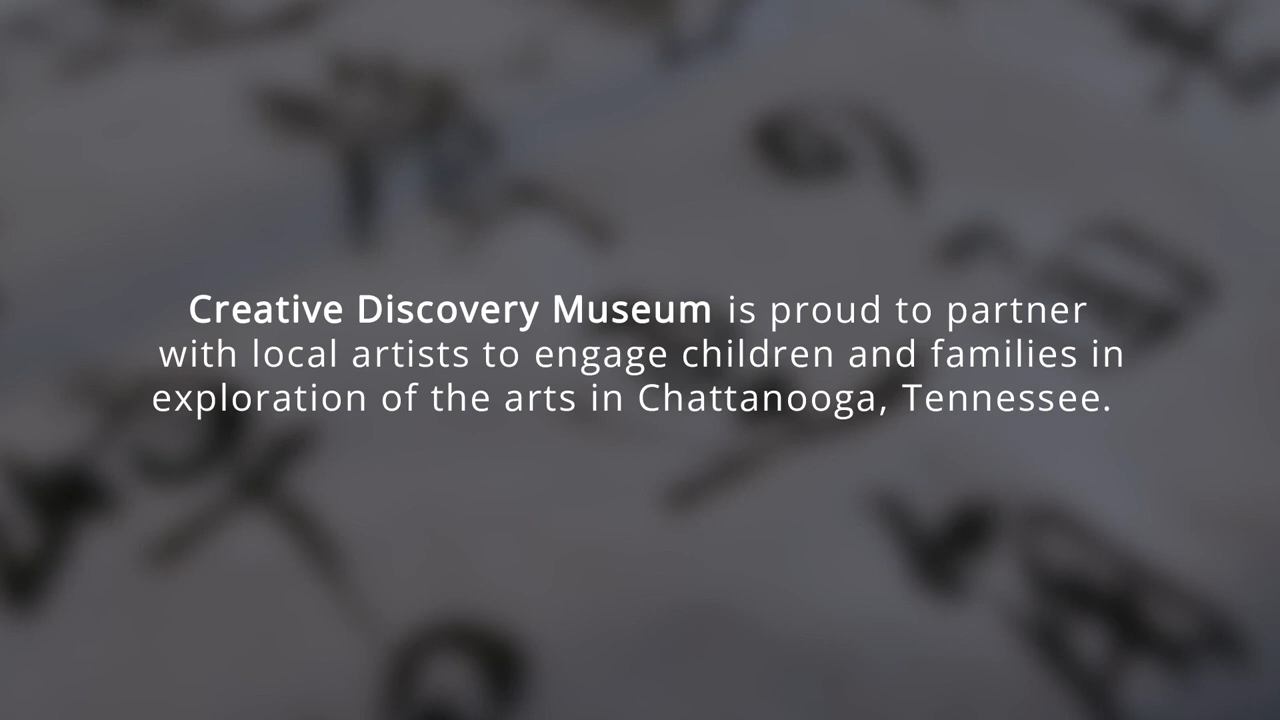 Creative Discovery Museum is proud to partner
with local artists to engage children and families in
exploration of the arts in Chattanooga, Tennessee.